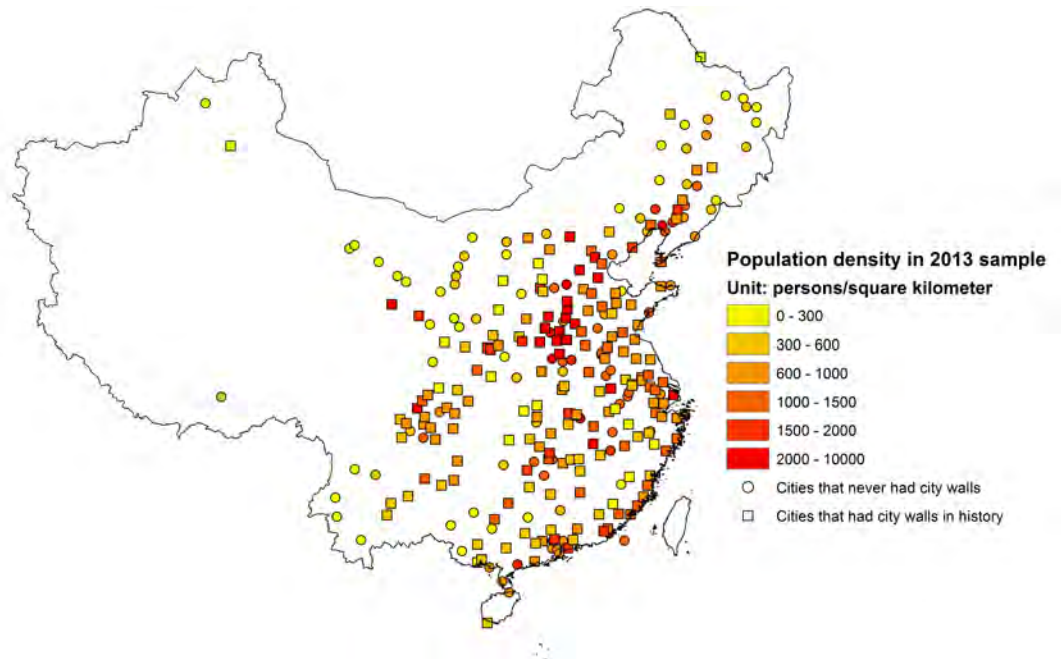 Population density in 2013 sample
Unit: persons/square kilometer
0 - 300
300 - 600
600 - 1000
1000 - 1500
1500 - 2000
2000 - 10000
Cities that never had city walls
Cities that had city walls in history